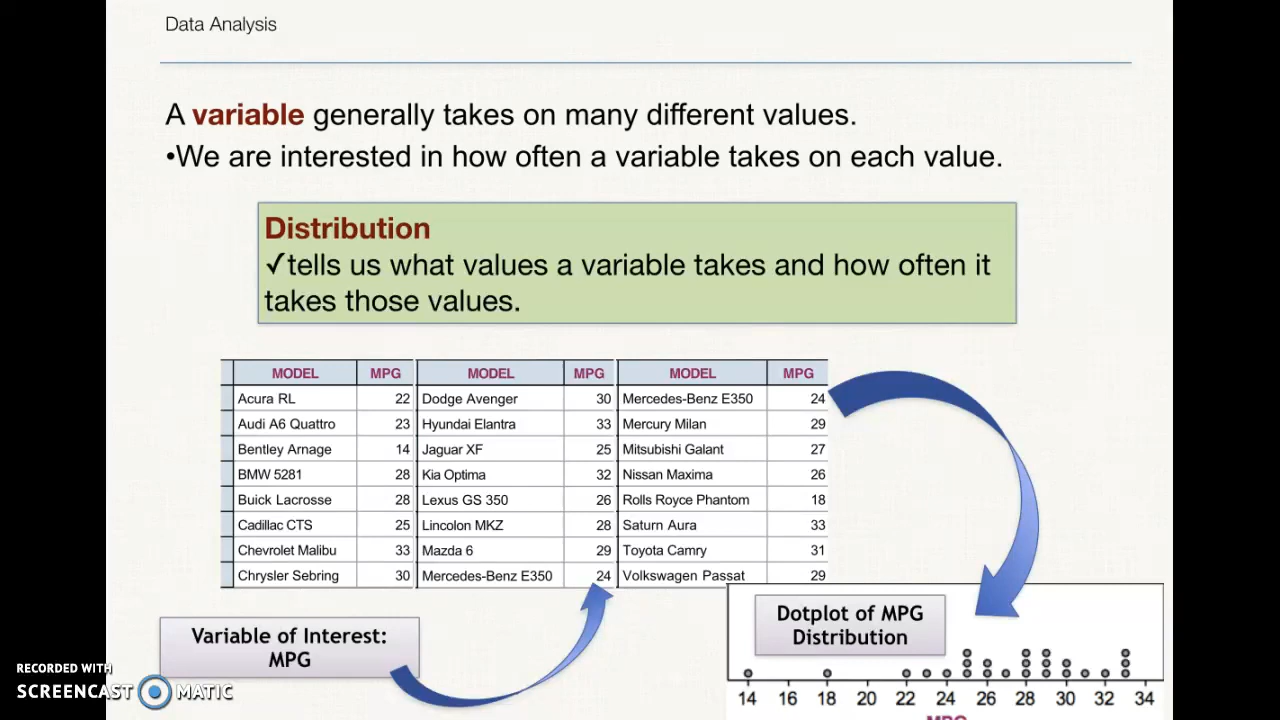 Data Analysis
A variable generally takes on many different values.
•We are interested in how often a variable takes on each value.
Distribution
✓tells us what values a variable takes and how often it
takes those values.
MODEL MPG MODEL MPG MODEL MPG
Acura RL 22 Dodge Avenger 30 Mercedes-Benz E350 24
Audi A6 Quattro 23 Hyundai Elantra 33 Mercury Milan 29
Bentley Arnage 14 Jaguar XF 25 Mitsubishi Galant 27
BMW 5281 28 Kia Optima 32 Nissan Maxima 26
Buick Lacrosse 28 Lexus GS 350 26 Rolls Royce Phantom 18
Cadillac CTS 25 Lincolon MKZ 28 Saturn Aura 33
Chevrolet Malibu 33 Mazda 6 29 Toyota Camry 31
Chrysler Sebring 30 Mercedes-Benz E350 24 Volkswagen Passat 29
Variable of Interest:
MPG
Dotplot of MPG
Distribution
14 16 18 20 22 24 26 28 30 32 34
MPG
RECORDED WITH
SCREENCAST MATIC